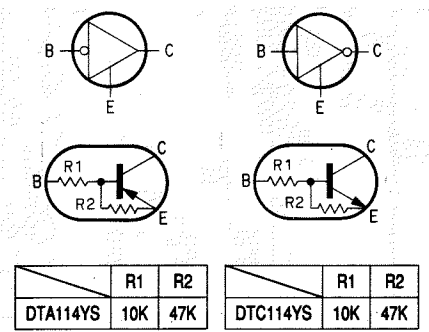 B C B C
E E
C C
R1 R1
B B
R2 R2
E E
R1 R2 R1 R2
DTA114YS 10K 47K DTC114YS 10K 47K